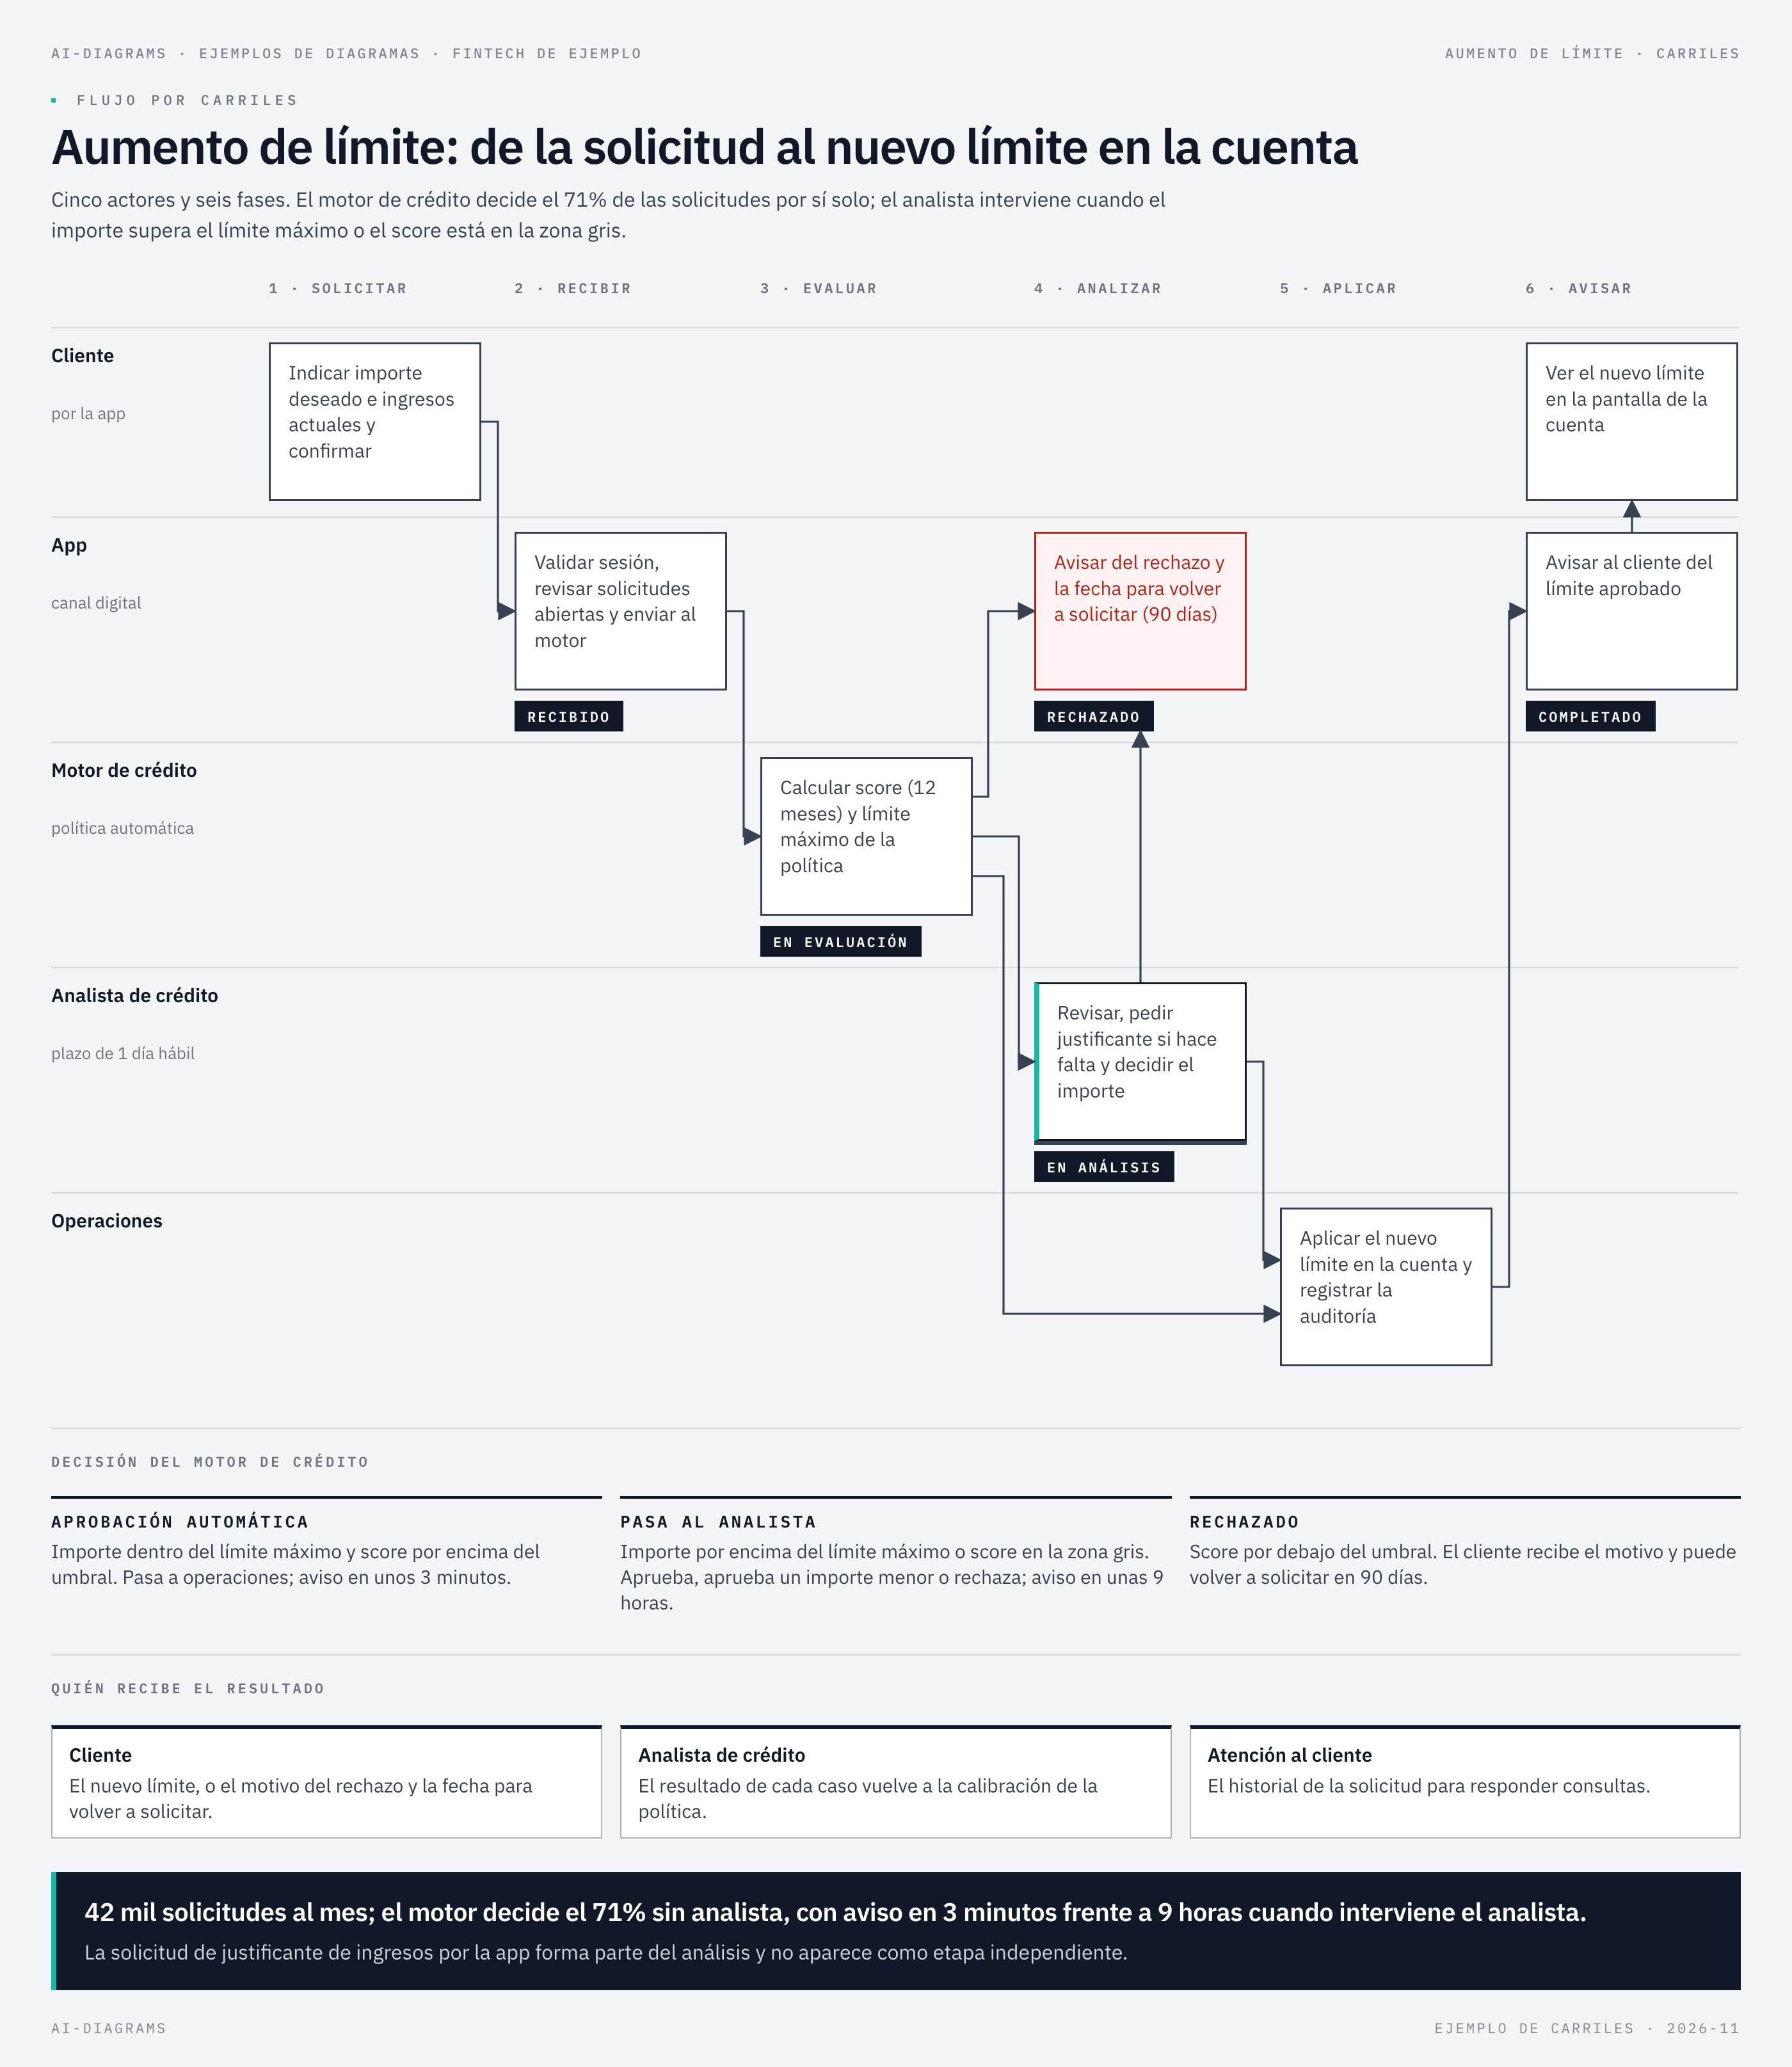 AI-DIAGRAMS · EJEMPLOS DE DIAGRAMAS · FINTECH DE EJEMPLO
AUMENTO DE LÍMITE · CARRILES
FLUJO POR CARRILES
Aumento de límite: de la solicitud al nuevo límite en la cuenta
Cinco actores y seis fases. El motor de crédito decide el 71% de las solicitudes por sí solo; el analista interviene cuando el
importe supera el límite máximo o el score está en la zona gris.
1 · SOLICITAR
2 · RECIBIR
3 · EVALUAR
4 · ANALIZAR
5 · APLICAR
6 · AVISAR
Cliente
por la app
Indicar importe
deseado e ingresos
actuales y
confirmar
Ver el nuevo límite
en la pantalla de la
cuenta
App
canal digital
Validar sesión,
revisar solicitudes
abiertas y enviar al
motor
RECIBIDO
Avisar del rechazo y
la fecha para volver
a solicitar (90 días)
RECHAZADO
Avisar al cliente del
límite aprobado
COMPLETADO
Motor de crédito
política automática
Calcular score (12
meses) y límite
máximo de la
política
EN EVALUACIÓN
Analista de crédito
plazo de 1 día hábil
Revisar, pedir
justificante si hace
falta y decidir el
importe
EN ANÁLISIS
Operaciones
Aplicar el nuevo
límite en la cuenta y
registrar la
auditoría
DECISIÓN DEL MOTOR DE CRÉDITO
APROBACIÓN AUTOMÁTICA
Importe dentro del límite máximo y score por encima del
umbral. Pasa a operaciones; aviso en unos 3 minutos.
PASA AL ANALISTA
Importe por encima del límite máximo o score en la zona gris.
Aprueba, aprueba un importe menor o rechaza; aviso en unas 9
horas.
RECHAZADO
Score por debajo del umbral. El cliente recibe el motivo y puede
volver a solicitar en 90 días.
QUIÉN RECIBE EL RESULTADO
Cliente
El nuevo límite, o el motivo del rechazo y la fecha para
volver a solicitar.
Analista de crédito
El resultado de cada caso vuelve a la calibración de la
política.
Atención al cliente
El historial de la solicitud para responder consultas.
42 mil solicitudes al mes; el motor decide el 71% sin analista, con aviso en 3 minutos frente a 9 horas cuando interviene el analista.
La solicitud de justificante de ingresos por la app forma parte del análisis y no aparece como etapa independiente.
AI-DIAGRAMS
EJEMPLO DE CARRILES · 2026-11